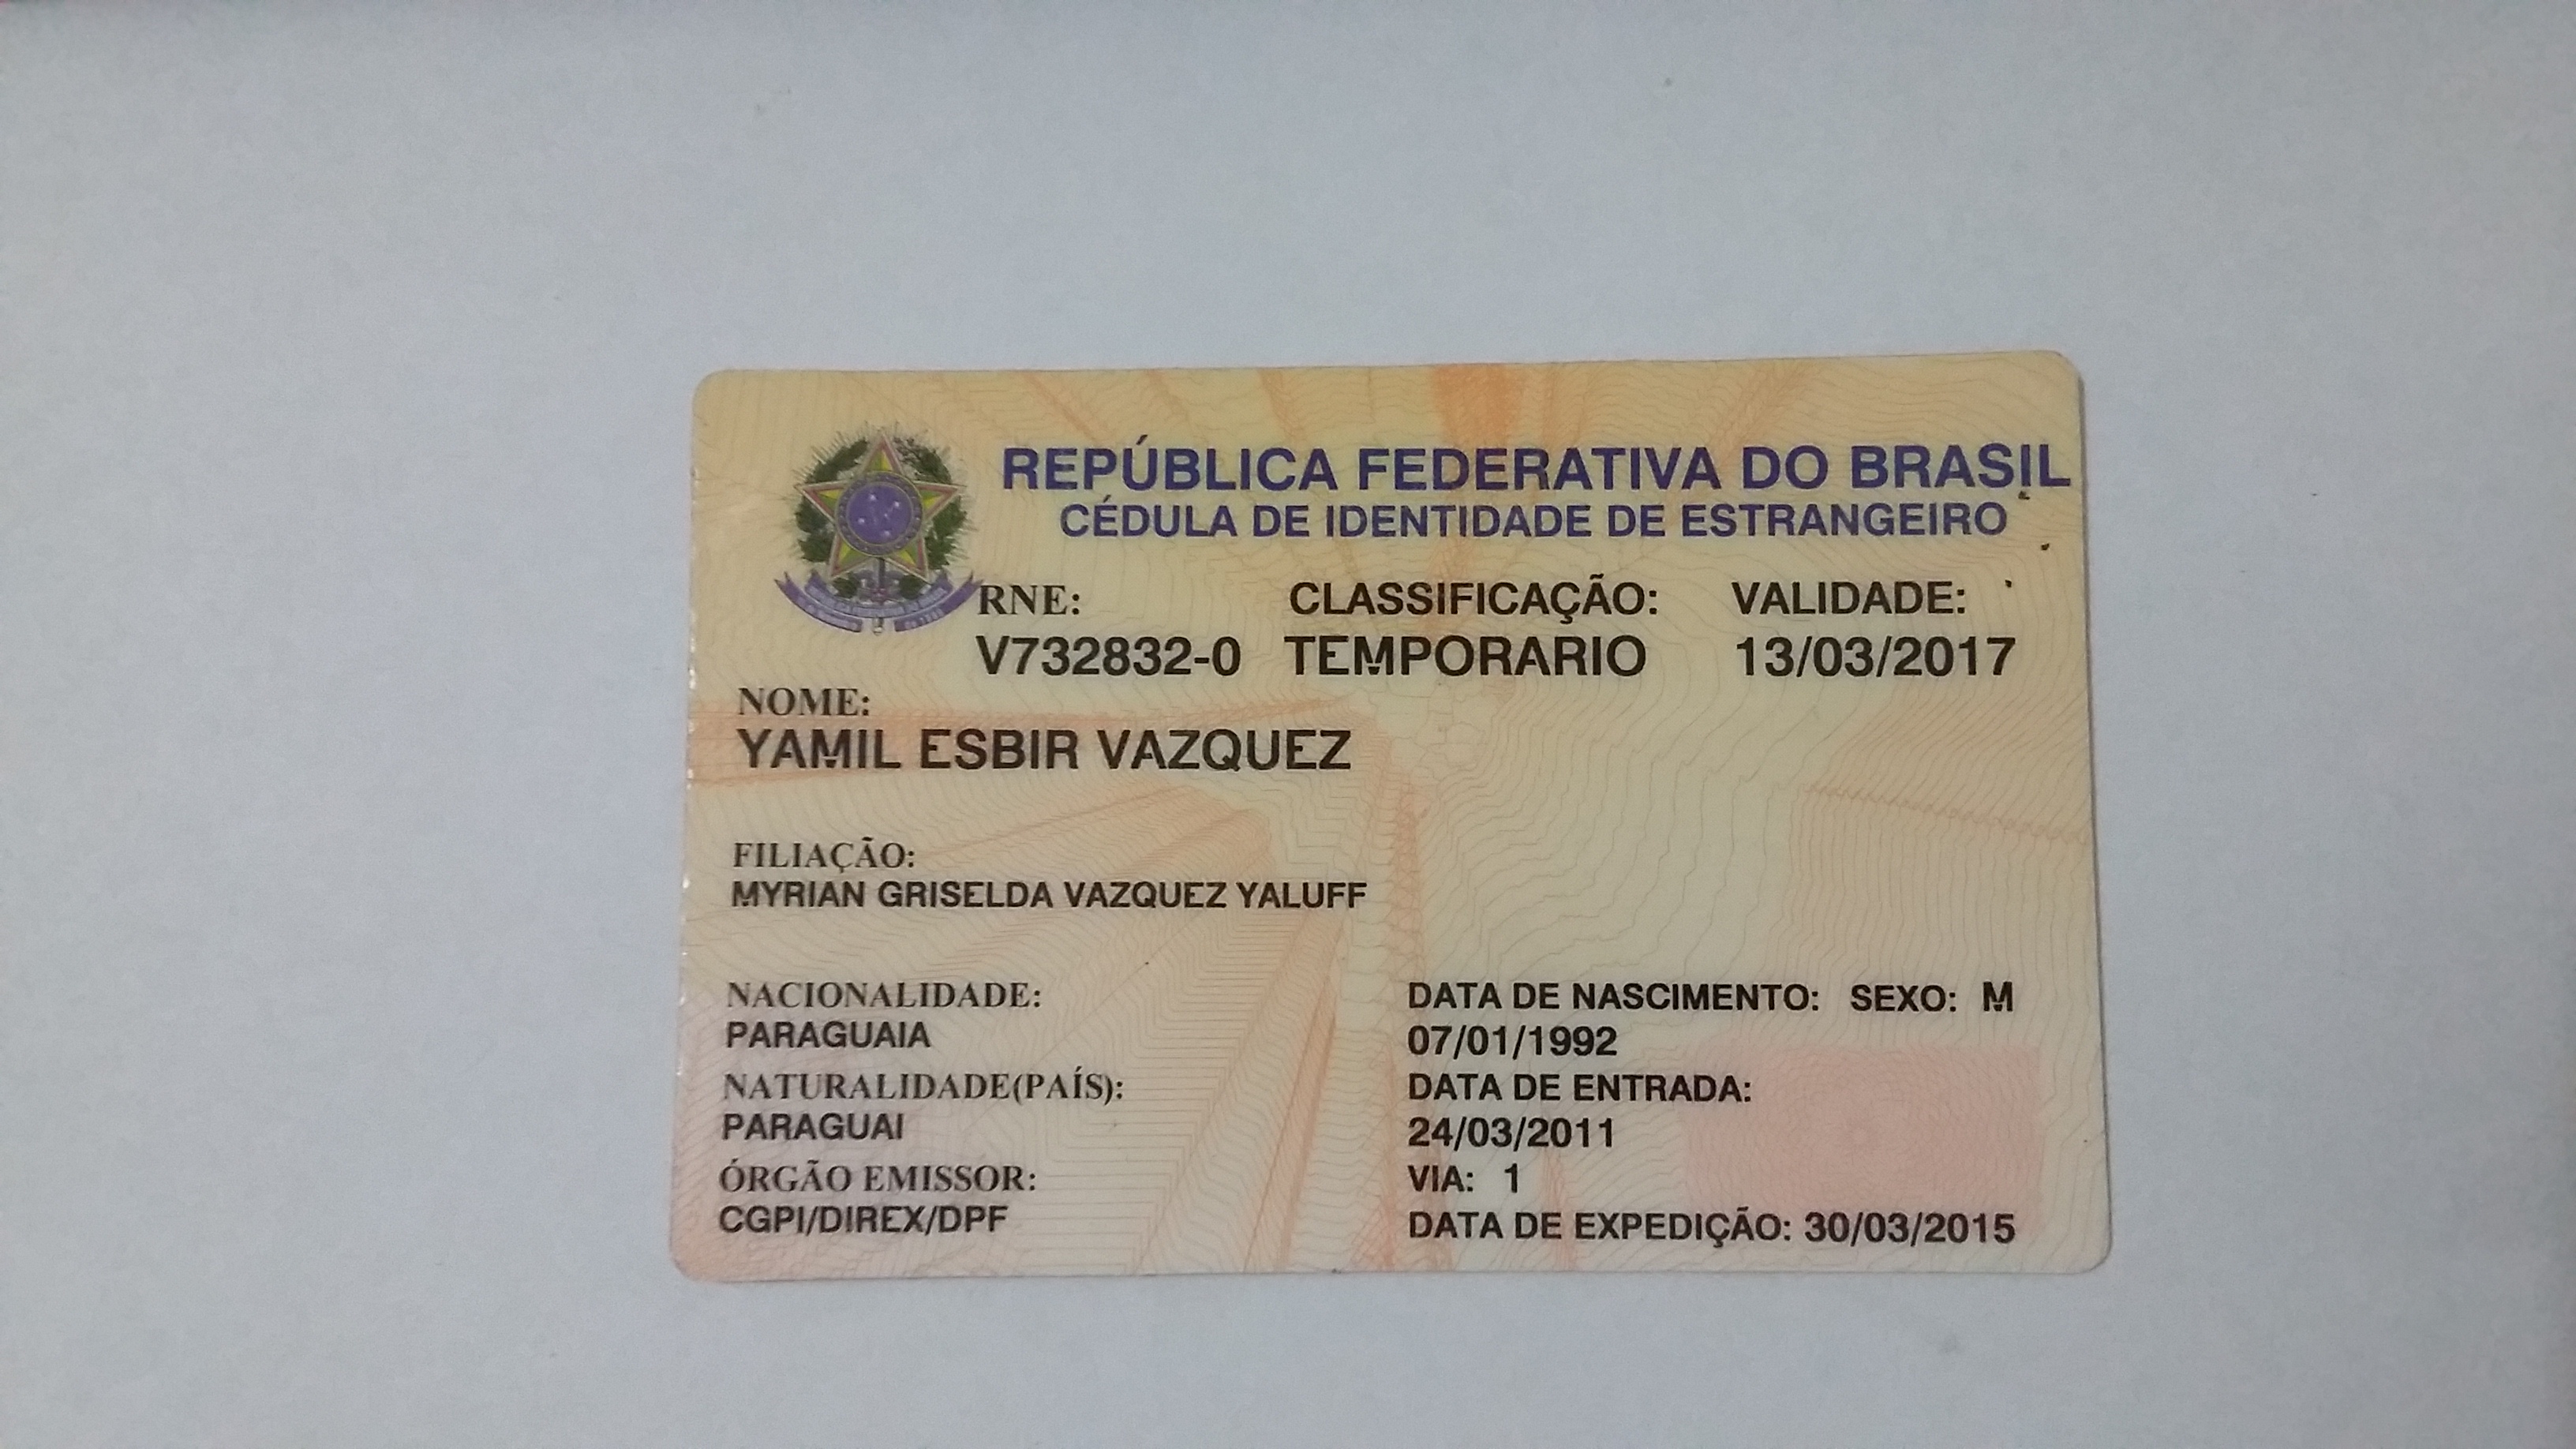 REPÚBLICA FEDERATIVA DO BRASIL
CÉDULA DE IDENTIDADE DE ESTRANGEIRO
RNE: CLASSIFICAÇÃO: VALIDADE:
V732832-0 TEMPORARIO 13/03/2017
NOME:
YAMIL ESBIR VAZQUEZ
FILIAÇÃO:
MYRIAN GRISELDA VAZQUEZ YALUFF
NACIONALIDADE:
PARAGUAIA
NATURALIDADE(PAÍS):
PARAGUAI
ÓRGÃO EMISSOR:
CGPI/DIREX/DPF
DATA DE NASCIMENTO: SEXO: M
07/01/1992
DATA DE ENTRADA:
24/03/2011
VIA: 1
DATA DE EXPEDIÇÃO: 30/03/2015